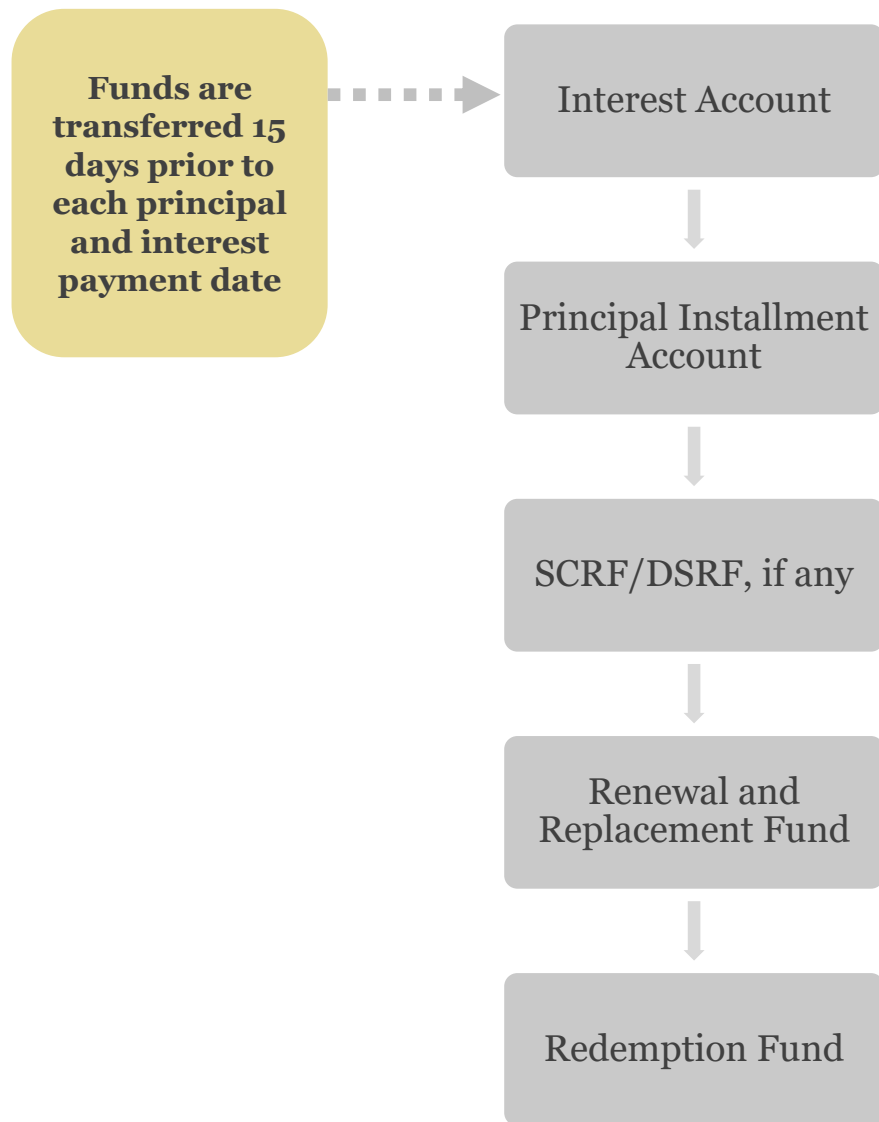 Funds are
transferred 15
days prior to
each principal
and interest
payment date
Interest Account
Principal Installment
Account
SCRF/DSRF, if any
Renewal and
Replacement Fund
Redemption Fund